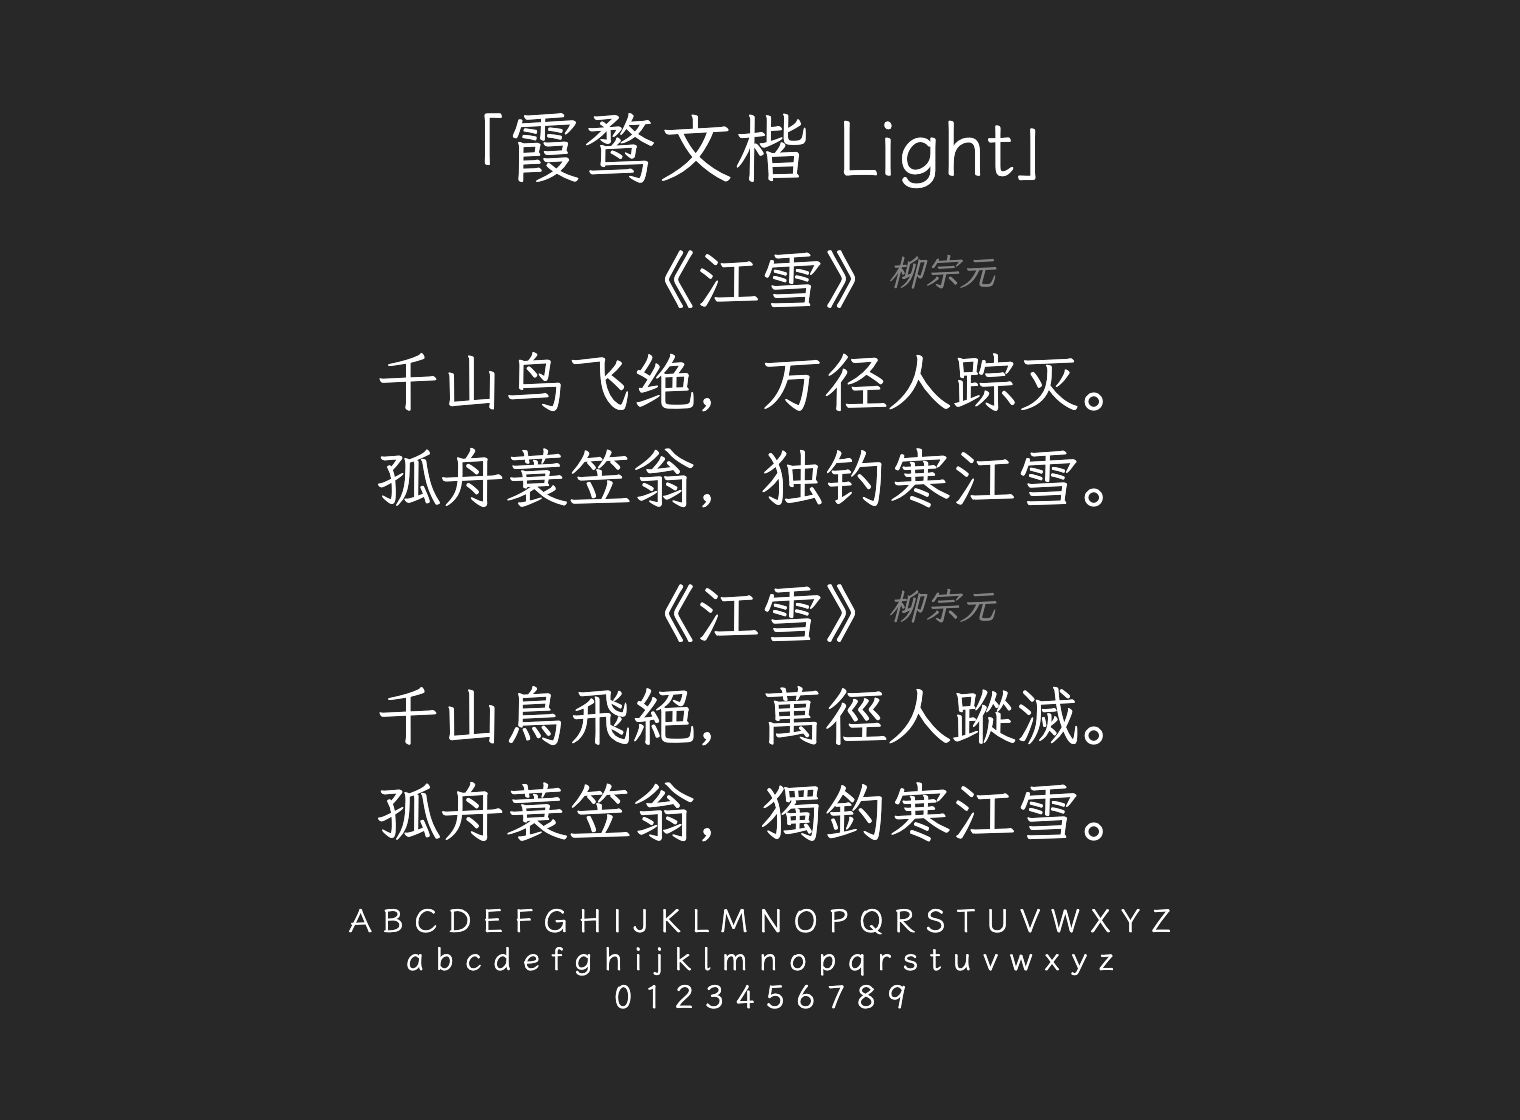 「霞鹜文楷 Light」
《江雪》 柳宗元
千山鸟飞绝，万径人踪灭。
孤舟蓑笠翁，独钓寒江雪。
《江雪》 柳宗元
千山鳥飛絕，萬徑人蹤滅。
孤舟蓑笠翁，獨釣寒江雪。
A B C D E F G H I J K L M N O P Q R S T U V W X Y Z
a b c d e f g h i j k l m n o p q r s t u v w x y z
0 1 2 3 4 5 6 7 8 9